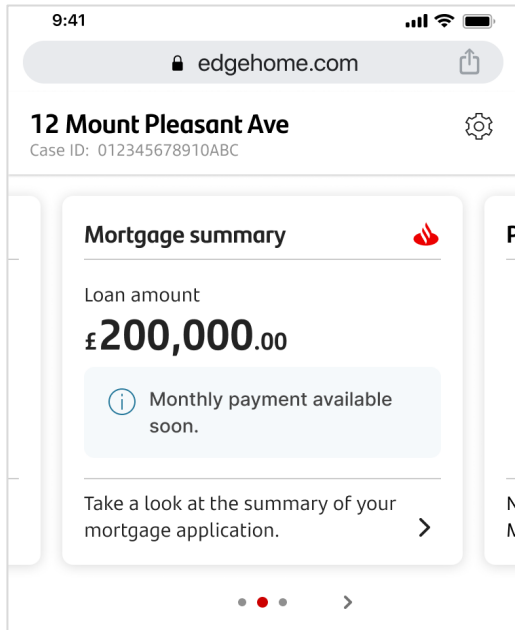 9:41
edgehome.com
12 Mount Pleasant Ave
Case ID: 012345678910ABC
Mortgage summary
P
Loan amount
£200,000.00
Monthly payment available
soon.
Take a look at the summary of your
mortgage application.
N
M